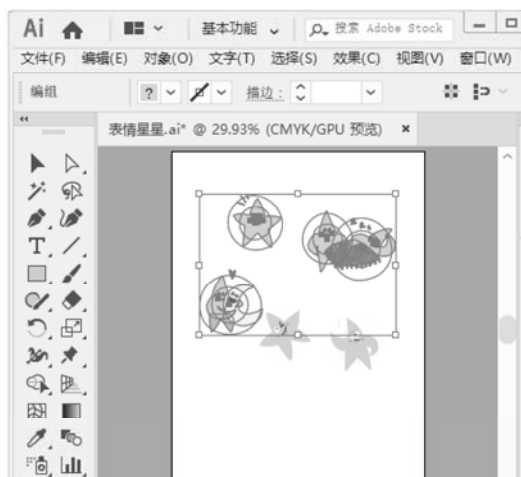 Ai 基本功能 搜索 Adobe Stock
文件(F) 编辑(E) 对象(O) 文字(T) 选择(S) 效果(C) 视图(V) 窗口(W)
编组 ? 描边:
表情星星.ai* @ 29.93% (CMYK/GPU 预览) ×